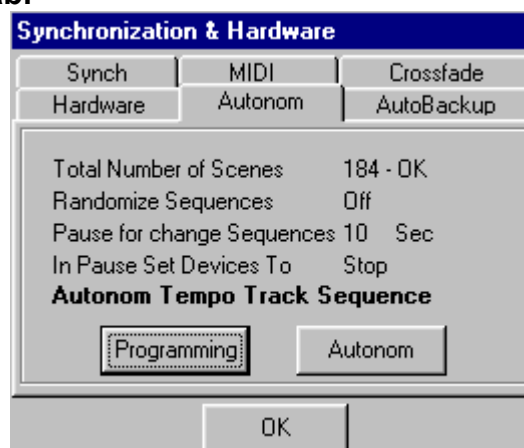 Synchronization & Hardware
Synch MIDI Crossfade
Hardware Autonom AutoBackup
Total Number of Scenes 184 - OK
Randomize Sequences Off
Pause for change Sequences 10 Sec
In Pause Set Devices To Stop
Autonom Tempo Track Sequence
Programming Autonom
OK